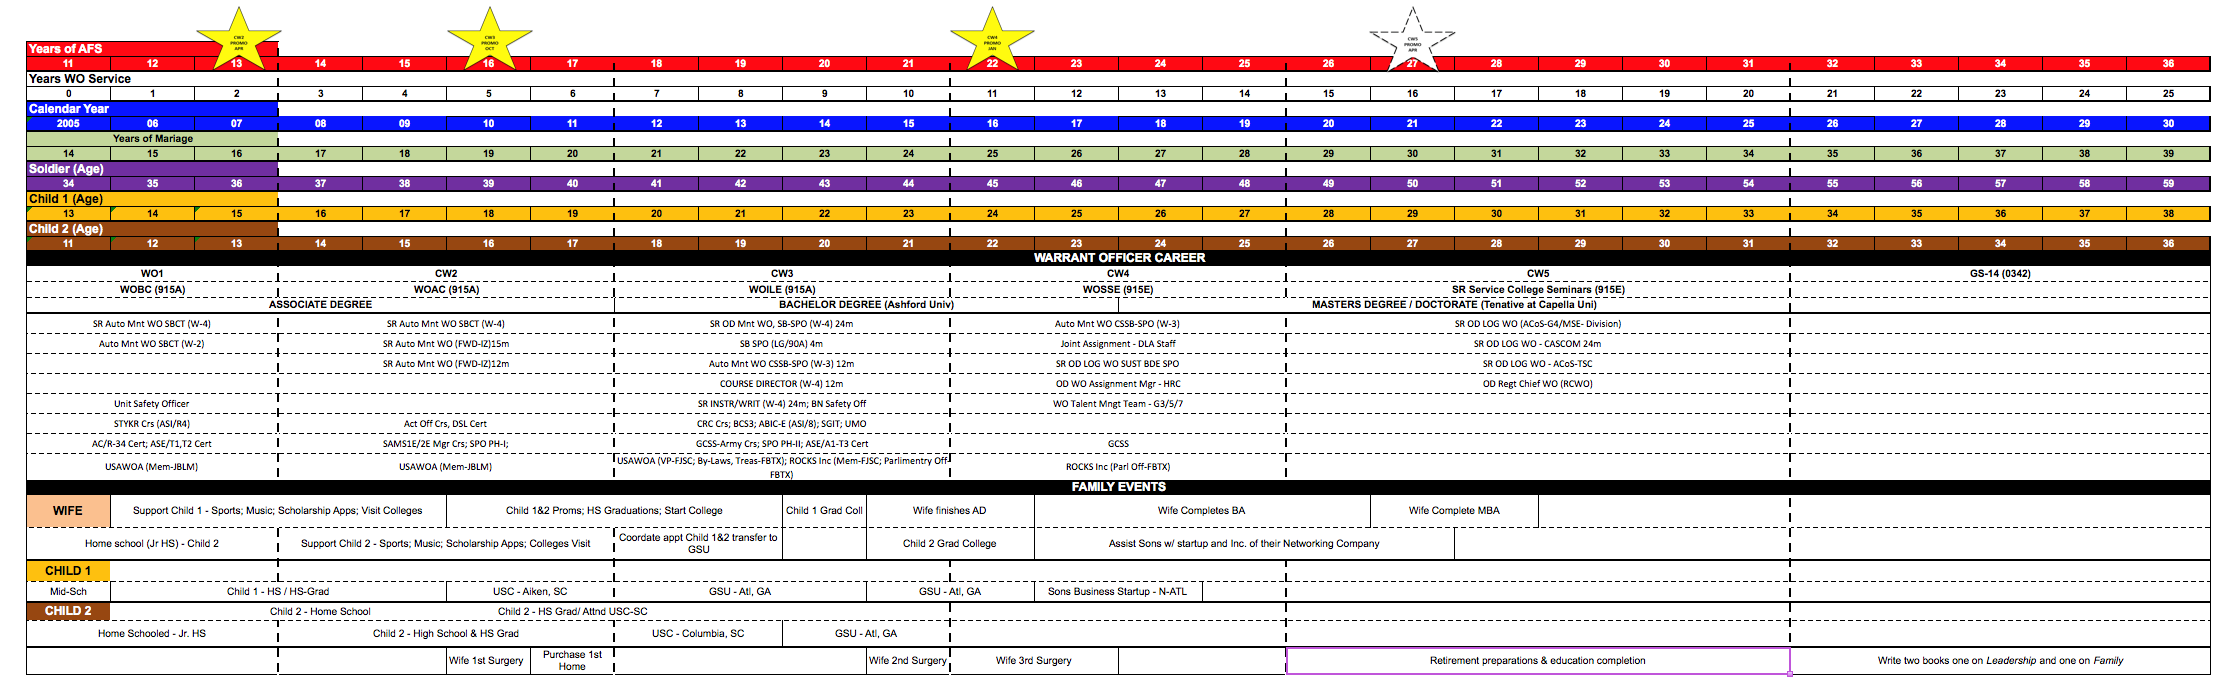 CW2
PROMO
APR
CW3
PROMO
OCT
CW4
PROMO
JAN
CW5
PROMO
APR
Years of AFS
11 12 13 14 15 16 17 18 19 20 21 22 23 24 25 26 27 28 29 30 31 32 33 34 35 36
Years WO Service
0 1 2 3 4 5 6 7 8 9 10 11 12 13 14 15 16 17 18 19 20 21 22 23 24 25
Calendar Year
2005 06 07 08 09 10 11 12 13 14 15 16 17 18 19 20 21 22 23 24 25 26 27 28 29 30
Years of Mariage
14 15 16 17 18 19 20 21 22 23 24 25 26 27 28 29 30 31 32 33 34 35 36 37 38 39
Soldier (Age)
34 35 36 37 38 39 40 41 42 43 44 45 46 47 48 49 50 51 52 53 54 55 56 57 58 59
Child 1 (Age)
13 14 15 16 17 18 19 20 21 22 23 24 25 26 27 28 29 30 31 32 33 34 35 36 37 38
Child 2 (Age)
11 12 13 14 15 16 17 18 19 20 21 22 23 24 25 26 27 28 29 30 31 32 33 34 35 36
WARRANT OFFICER CAREER
WO1 CW2 CW3 CW4 CW5 GS-14 (0342)
WOBC (915A) WOAC (915A) WOILE (915A) WOSSE (915E) SR Service College Seminars (915E)
ASSOCIATE DEGREE BACHELOR DEGREE (Ashford Univ) MASTERS DEGREE / DOCTORATE (Tenative at Capella Uni)
SR Auto Mnt WO SBCT (W-4) SR Auto Mnt WO SBCT (W-4) SR OD Mnt WO, SB-SPO (W-4) 24m Auto Mnt WO CSSB-SPO (W-3) SR OD LOG WO (ACoS-G4/MSE- Division)
Auto Mnt WO SBCT (W-2) SR Auto Mnt WO (FWD-IZ)15m SB SPO (LG/90A) 4m Joint Assignment - DLA Staff SR OD LOG WO - CASCOM 24m
SR Auto Mnt WO (FWD-IZ)12m Auto Mnt WO CSSB-SPO (W-3) 12m SR OD LOG WO SUST BDE SPO SR OD LOG WO - ACoS-TSC
COURSE DIRECTOR (W-4) 12m OD WO Assignment Mgr - HRC OD Regt Chief WO (RCWO)
Unit Safety Officer SR INSTR/WRIT (W-4) 24m; BN Safety Off WO Talent Mngt Team - G3/5/7
STYKR Crs (ASI/R4) Act Off Crs, DSL Cert CRC Crs; BCS3; ABIC-E (ASI/8); SGIT; UMO
AC/R-34 Cert; ASE/T1,T2 Cert SAMS1E/2E Mgr Crs; SPO PH-I; GCSS-Army Crs; SPO PH-II; ASE/A1-T3 Cert GCSS
USAWOA (Mem-JBLM) USAWOA (Mem-JBLM) USAWOA (VP-FJSC; By-Laws, Treas-FBTX); ROCKS Inc (Mem-FJSC; Parlimentry Off-
FBTX) ROCKS Inc (Parl Off-FBTX)
FAMILY EVENTS
WIFE Support Child 1 - Sports; Music; Scholarship Apps; Visit Colleges Child 1&2 Proms; HS Graduations; Start College Child 1 Grad Coll Wife finishes AD Wife Completes BA Wife Complete MBA
Home school (Jr HS) - Child 2 Support Child 2 - Sports; Music; Scholarship Apps; Colleges Visit Coordate appt Child 1&2 transfer to
GSU Child 2 Grad College Assist Sons w/ startup and Inc. of their Networking Company
CHILD 1
Mid-Sch Child 1 - HS / HS-Grad USC - Aiken, SC GSU - Atl, GA GSU - Atl, GA Sons Business Startup - N-ATL
CHILD 2 Child 2 - Home School Child 2 - HS Grad/ Attnd USC-SC
Home Schooled - Jr. HS Child 2 - High School & HS Grad USC - Columbia, SC GSU - Atl, GA
Wife 1st Surgery Purchase 1st
Home Wife 2nd Surgery Wife 3rd Surgery Retirement preparations & education completion Write two books one on Leadership and one on Family